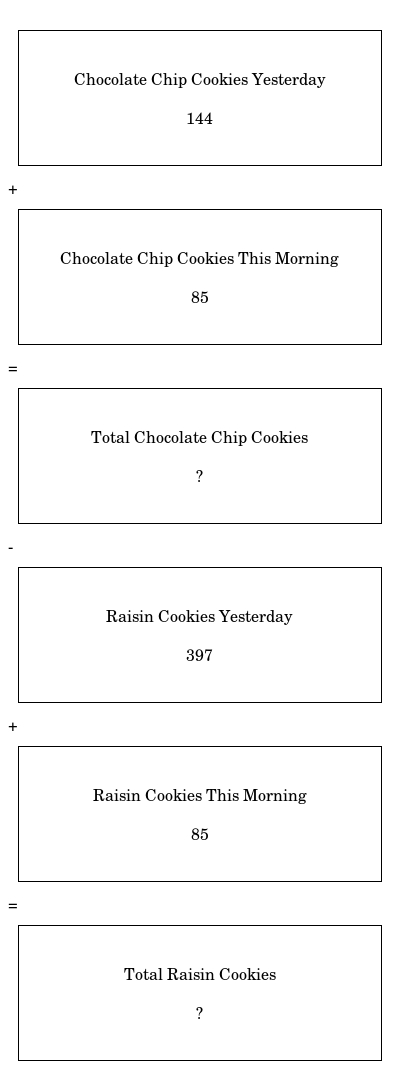 Chocolate Chip Cookies Yesterday
144
+
Chocolate Chip Cookies This Morning
85
=
Total Chocolate Chip Cookies
?
-
Raisin Cookies Yesterday
397
+
Raisin Cookies This Morning
85
=
Total Raisin Cookies
?